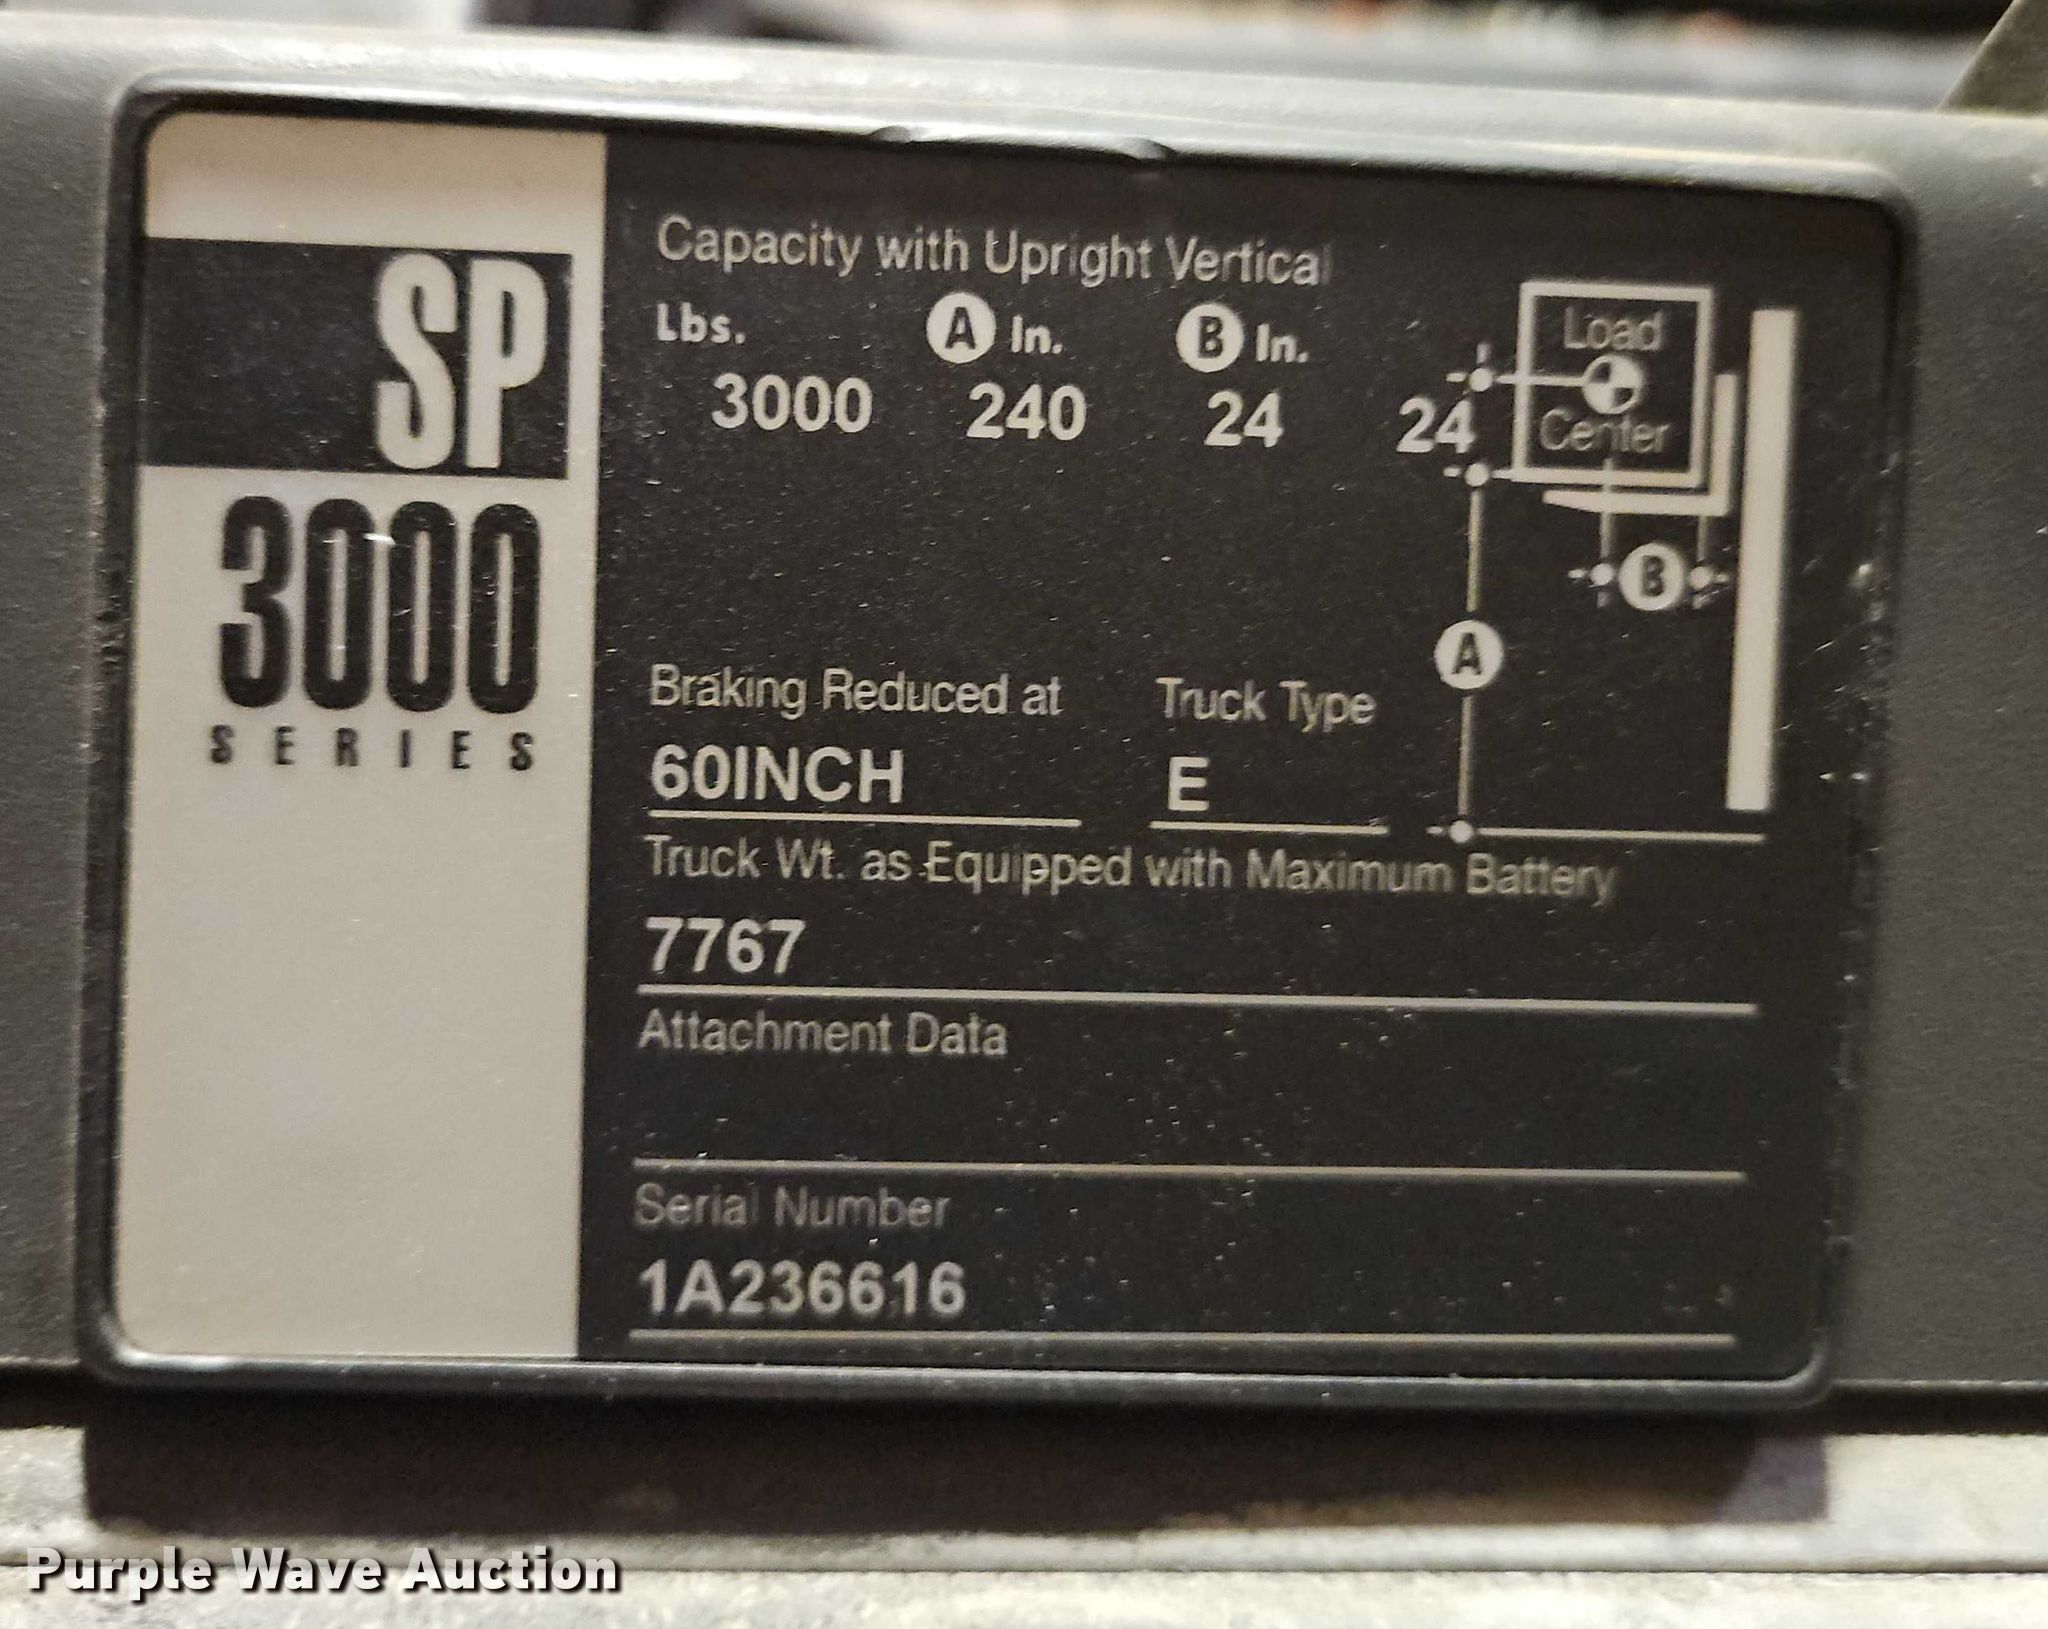 SP
3000
SERIES
Capacity with Upright Vertical
Lbs. A In. B In.
3000 240 24 24
Load
Center
B
A
Braking Reduced at Truck Type
60INCH E
Truck Wt. as Equipped with Maximum Battery
7767
Attachment Data
Serial Number
1A236616
Purple Wave Auction